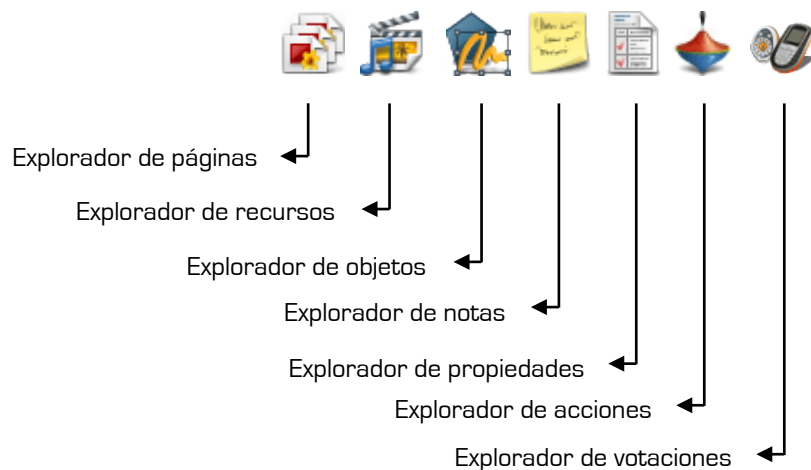 Explorador de páginas
Explorador de recursos
Explorador de objetos
Explorador de notas
Explorador de propiedades
Explorador de acciones
Explorador de votaciones